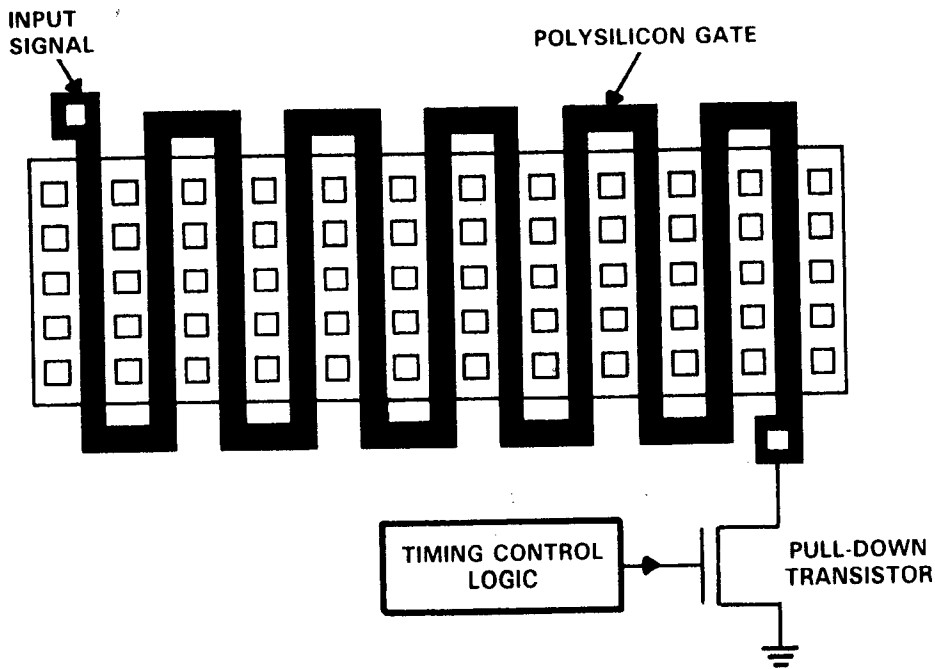 INPUT
SIGNAL
POLYSILICON GATE
TIMING CONTROL
LOGIC
PULL-DOWN
TRANSISTOR